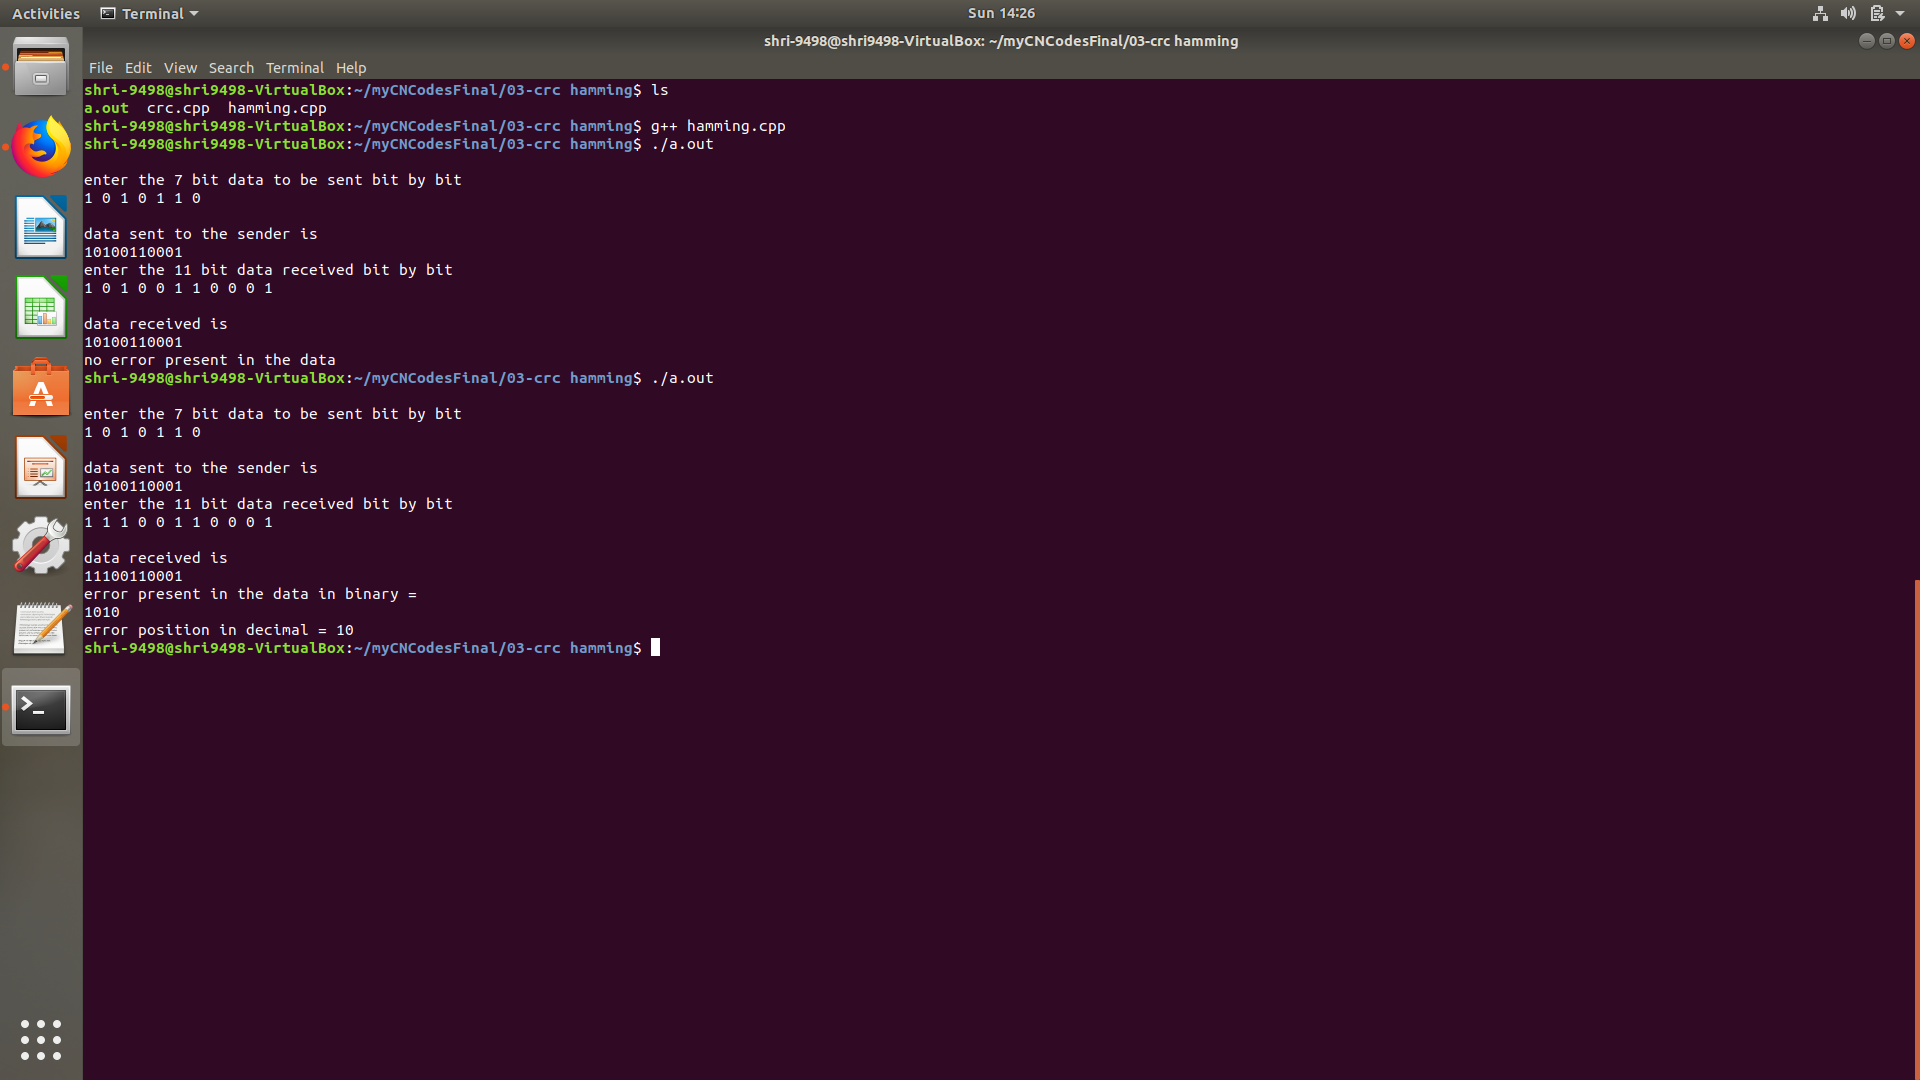 Activities Terminal Sun 14:26
shri-9498@shri9498-VirtualBox: ~/myCNCodesFinal/03-crc hamming
File Edit View Search Terminal Help
shri-9498@shri9498-VirtualBox:~/myCNCodesFinal/03-crc hamming$ ls
a.out crc.cpp hamming.cpp
shri-9498@shri9498-VirtualBox:~/myCNCodesFinal/03-crc hamming$ g++ hamming.cpp
shri-9498@shri9498-VirtualBox:~/myCNCodesFinal/03-crc hamming$ ./a.out
enter the 7 bit data to be sent bit by bit
1 0 1 0 1 1 0
data sent to the sender is
10100110001
enter the 11 bit data received bit by bit
1 0 1 0 0 1 1 0 0 0 1
data received is
10100110001
no error present in the data
shri-9498@shri9498-VirtualBox:~/myCNCodesFinal/03-crc hamming$ ./a.out
enter the 7 bit data to be sent bit by bit
1 0 1 0 1 1 0
data sent to the sender is
10100110001
enter the 11 bit data received bit by bit
1 1 1 0 0 1 1 0 0 0 1
data received is
11100110001
error present in the data in binary =
1010
error position in decimal = 10
shri-9498@shri9498-VirtualBox:~/myCNCodesFinal/03-crc hamming$